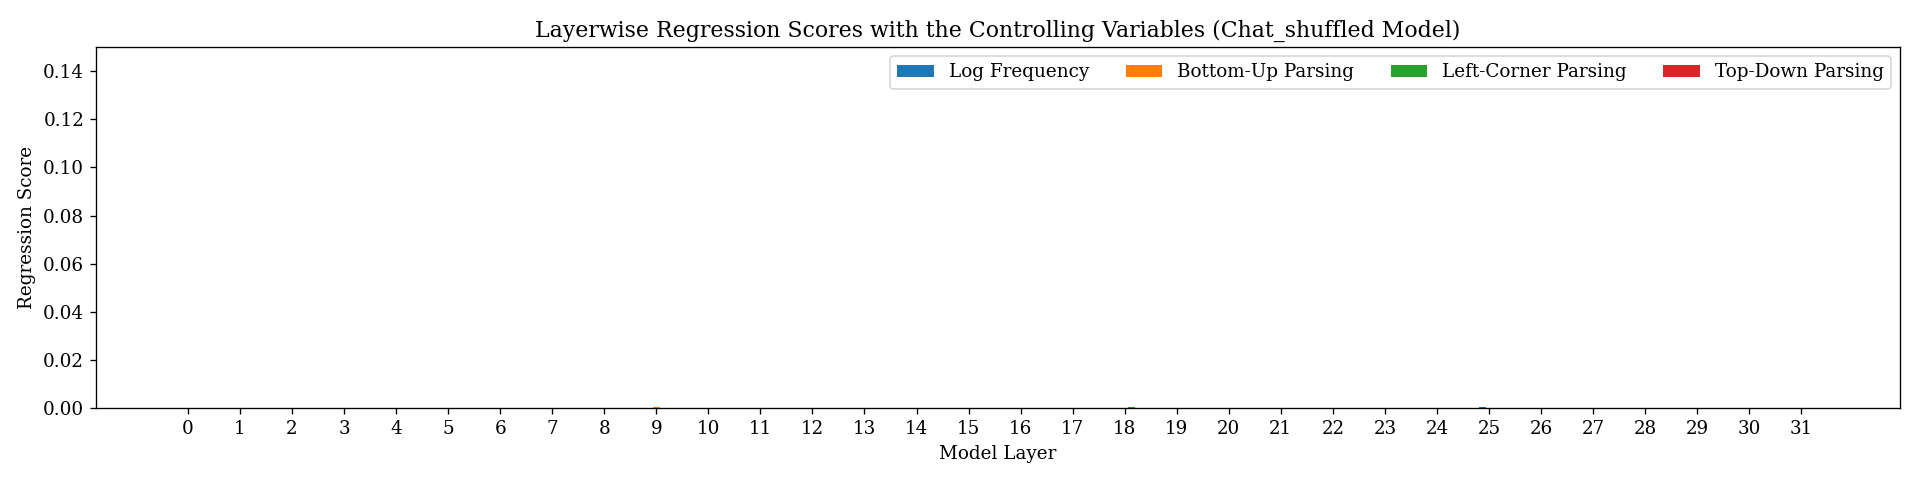 Layerwise Regression Scores with the Controlling Variables (Chat_shuffled Model)
Log Frequency Bottom-Up Parsing Left-Corner Parsing Top-Down Parsing
0.14
0.12
0.10
0.08
0.06
0.04
0.02
0.00
Regression Score
0 1 2 3 4 5 6 7 8 9 10 11 12 13 14 15 16 17 18 19 20 21 22 23 24 25 26 27 28 29 30 31
Model Layer